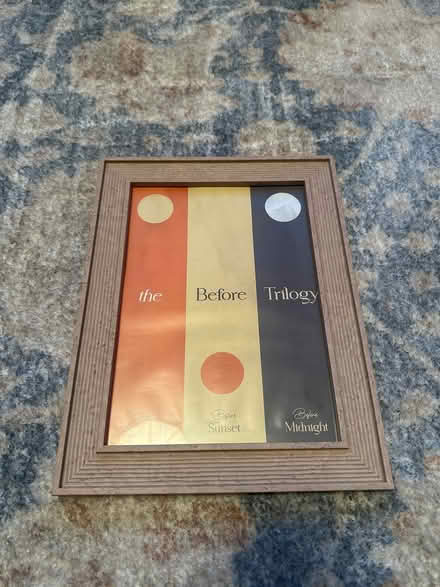 the Before Trilogy
Before Before
Sunset Midnight